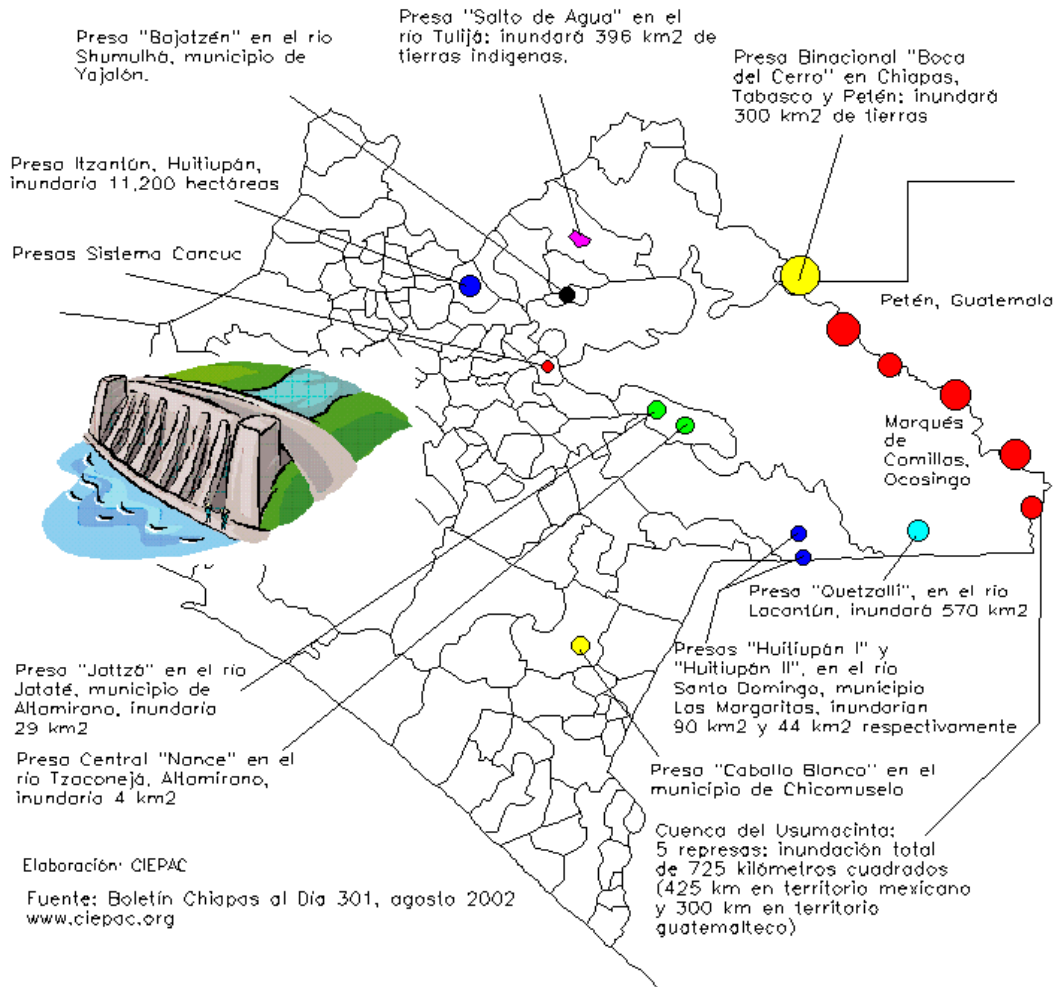 Presa "Bajatzén" en el río
Shumulhá, municipio de
Yajalón.
Presa "Salto de Agua" en el
río Tulijá: inundará 396 km2 de
tierras indígenas.
Presa Binacional "Boca
del Cerro" en Chiapas,
Tabasco y Petén: inundará
300 km2 de tierras
Presa Itzantún, Huitiupán,
inundaría 11,200 hectáreas
Presas Sistema Cancuc
Petén, Guatemala
Marqués
de
Comillas,
Ocosingo
Presa "Quetzalli", en el río
Lacantún, inundará 570 km2
Presas "Huitiupán I" y
"Huitiupán II", en el río
Santo Domingo, municipio
Las Margaritas, inundarían
90 km2 y 44 km2 respectivamente
Presa "Jattzá" en el río
Jataté, municipio de
Altamirano, inundaría
29 km2
Presa Central "Nance" en el
río Tzaconejá, Altamirano,
inundaría 4 km2
Presa "Caballo Blanco" en el
municipio de Chicomuselo
Cuenca del Usumacinta:
5 represas: inundación total
de 725 kilómetros cuadrados
(425 km en territorio mexicano
y 300 km en territorio
guatemalteco)
Elaboración: CIEPAC
Fuente: Boletín Chiapas al Día 301, agosto 2002
www.ciepac.org